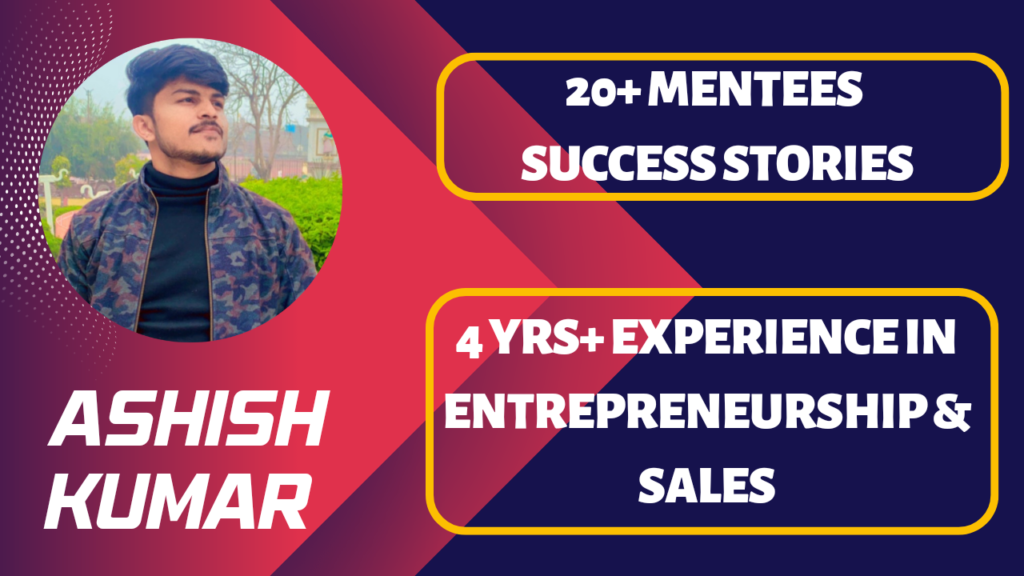 ASHISH
KUMAR
20+ MENTEES
SUCCESS STORIES
4 YRS+ EXPERIENCE IN
ENTREPRENEURSHIP &
SALES